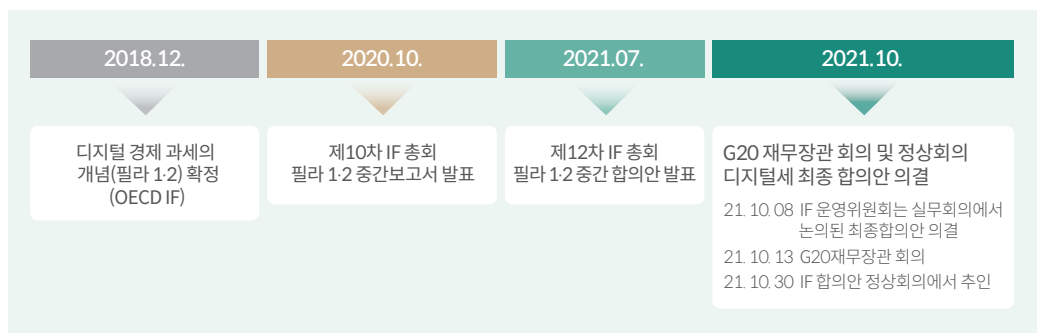 2018.12.
디지털 경제 과세의
개념(필라 1·2) 확정
(OECD IF)
2020.10.
제10차 IF 총회
필라 1·2 중간보고서 발표
2021.07.
제12차 IF 총회
필라 1·2 중간 합의안 발표
2021.10.
G20 재무장관 회의 및 정상회의
디지털세 최종 합의안 의결
21. 10. 08 IF 운영위원회는 실무회의에서
논의된 최종합의안 의결
21. 10. 13 G20재무장관 회의
21. 10. 30 IF 합의안 정상회의에서 추인